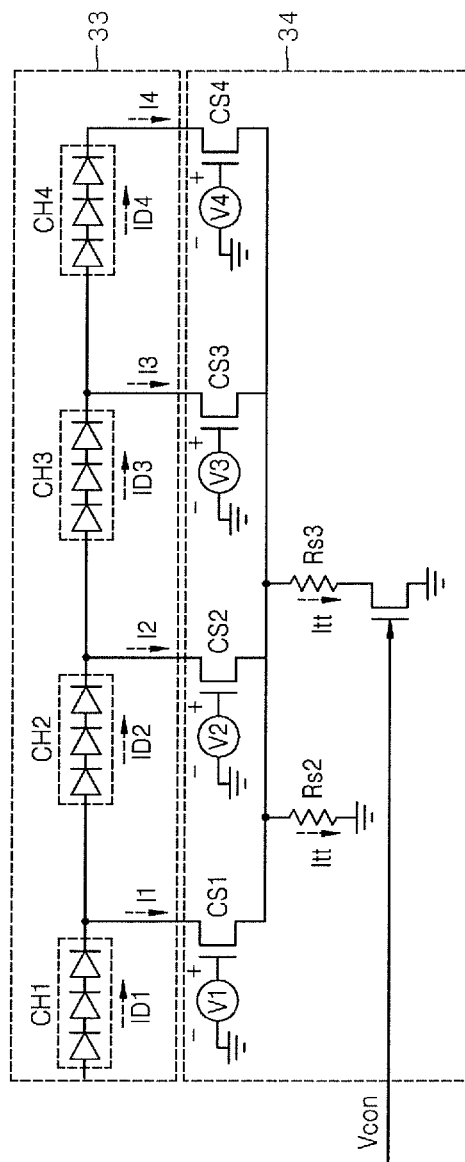 33
CH1
CH2
CH3
CH4
ID1
ID2
ID3
ID4
I1
I2
I3
I4
34
CS1
CS2
CS3
CS4
- V1 +
- V2 +
- V3 +
- V4 +
Rs2
Rs3
Itt
Itt
Vcon